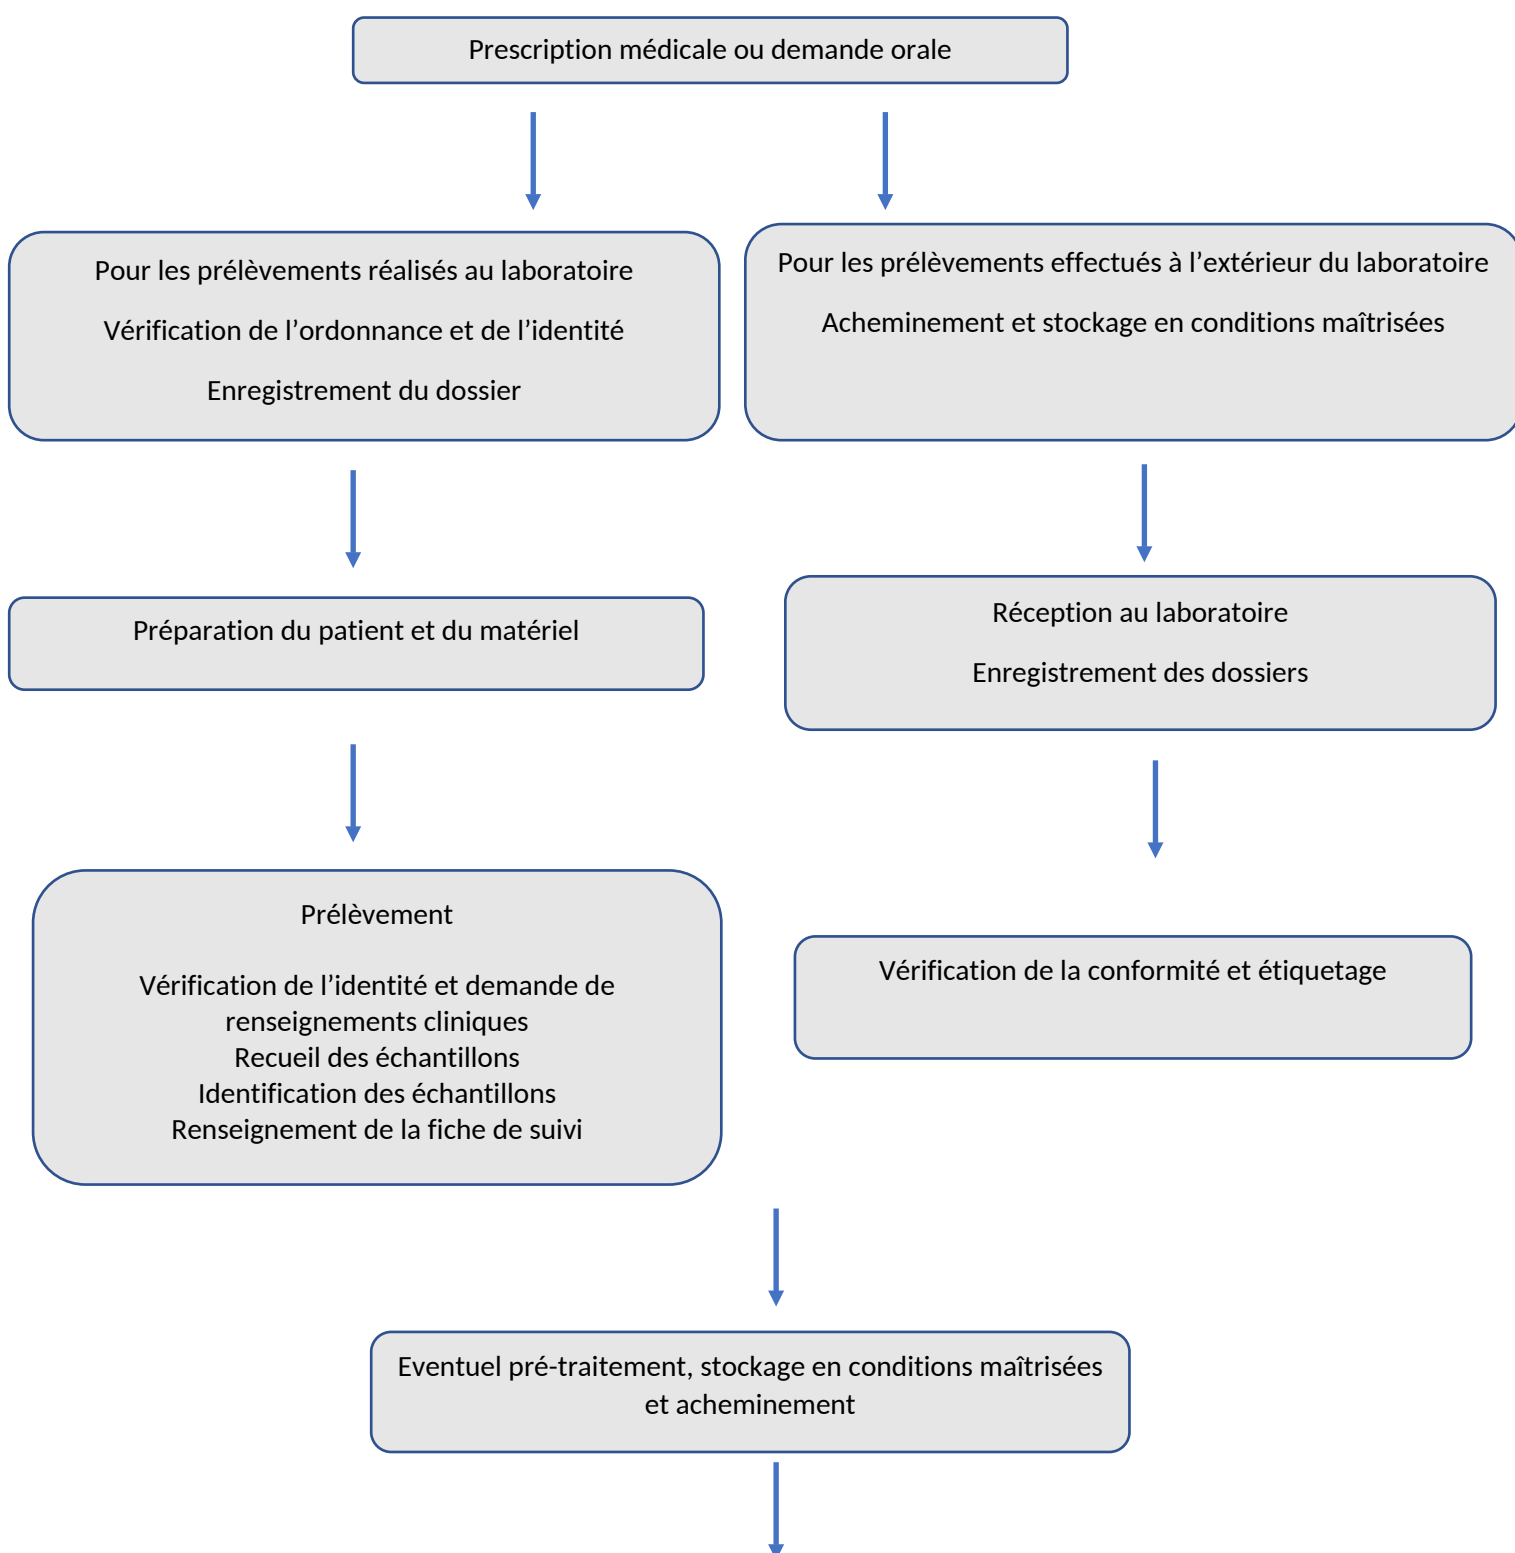 Prescription médicale ou demande orale
Pour les prélèvements réalisés au laboratoire
Vérification de l’ordonnance et de l’identité
Enregistrement du dossier
Pour les prélèvements effectués à l’extérieur du laboratoire
Acheminement et stockage en conditions maîtrisées
Préparation du patient et du matériel
Réception au laboratoire
Enregistrement des dossiers
Prélèvement
Vérification de l’identité et demande de
renseignements cliniques
Recueil des échantillons
Identification des échantillons
Renseignement de la fiche de suivi
Vérification de la conformité et étiquetage
Eventuel pré-traitement, stockage en conditions maîtrisées
et acheminement